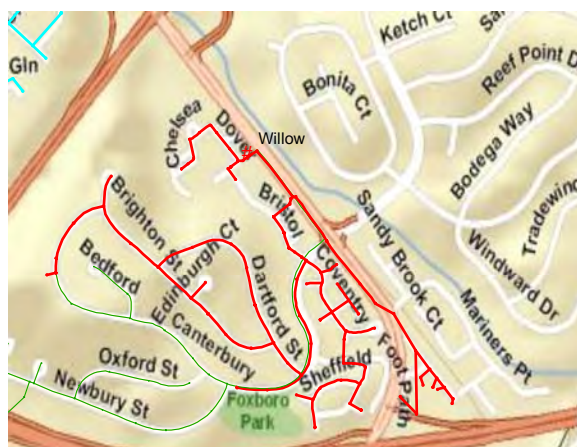 Ketch Ct
Sa
Gln
Bonita Ct
Reef Point D
Chelsea
Dover
Willow
Bodega Way
Tradewind
Brighton St
Bristol
Sandy Brook Ct
Windward Dr
Bedford
Edinburgh Ct
Dartford St
Coventry
Mariners Pt
Canterbury
Oxford St
Sheffield
Foot Path
Newbury St
Foxboro
Park